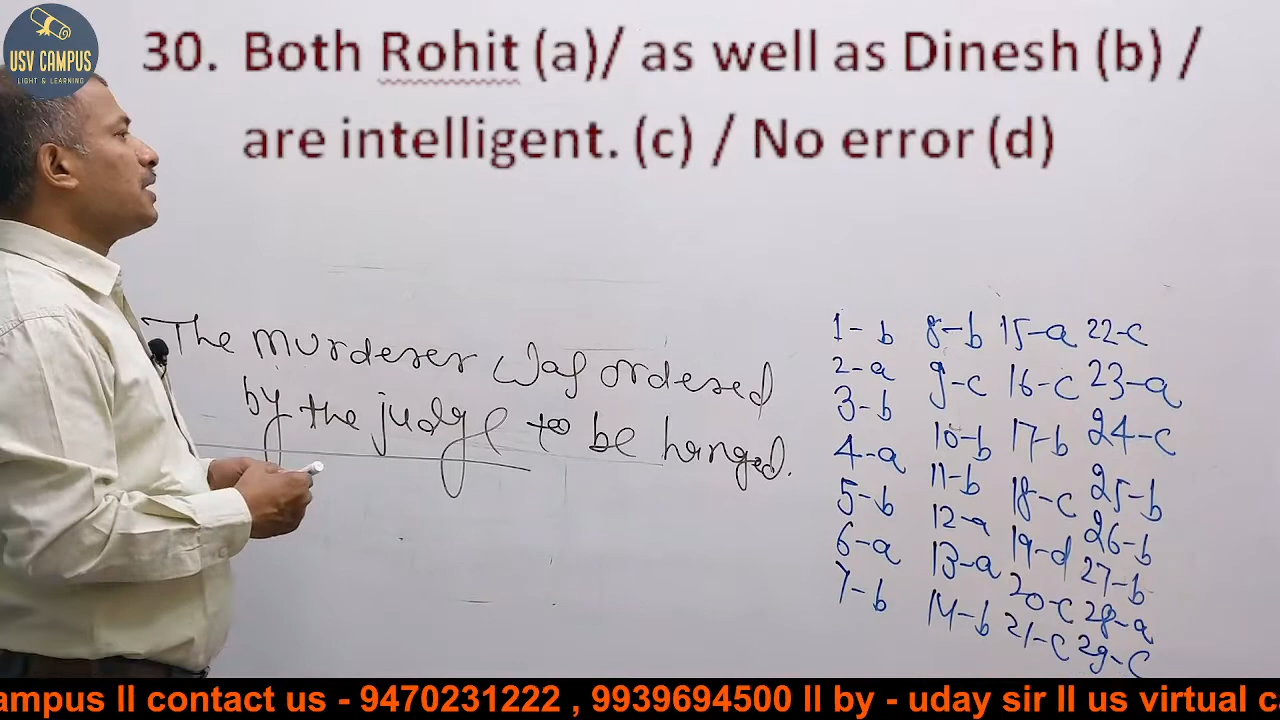 USV CAMPUS
LIGHT & LEARNING
30. Both Rohit (a)/ as well as Dinesh (b) /
are intelligent. (c) / No error (d)
The murderer was ordered
by the judge to be hanged.
1-b
2-a
3-b
4-a
5-b
6-a
7-b
8-b
9-c
10-b
11-b
12-a
13-a
14-b
15-a
16-c
17-b
18-c
19-d
20-c
21-c
22-c
23-a
24-c
25-b
26-b
27-b
28-a
29-c
ampus ll contact us - 9470231222 , 9939694500 ll by - uday sir ll us virtual c